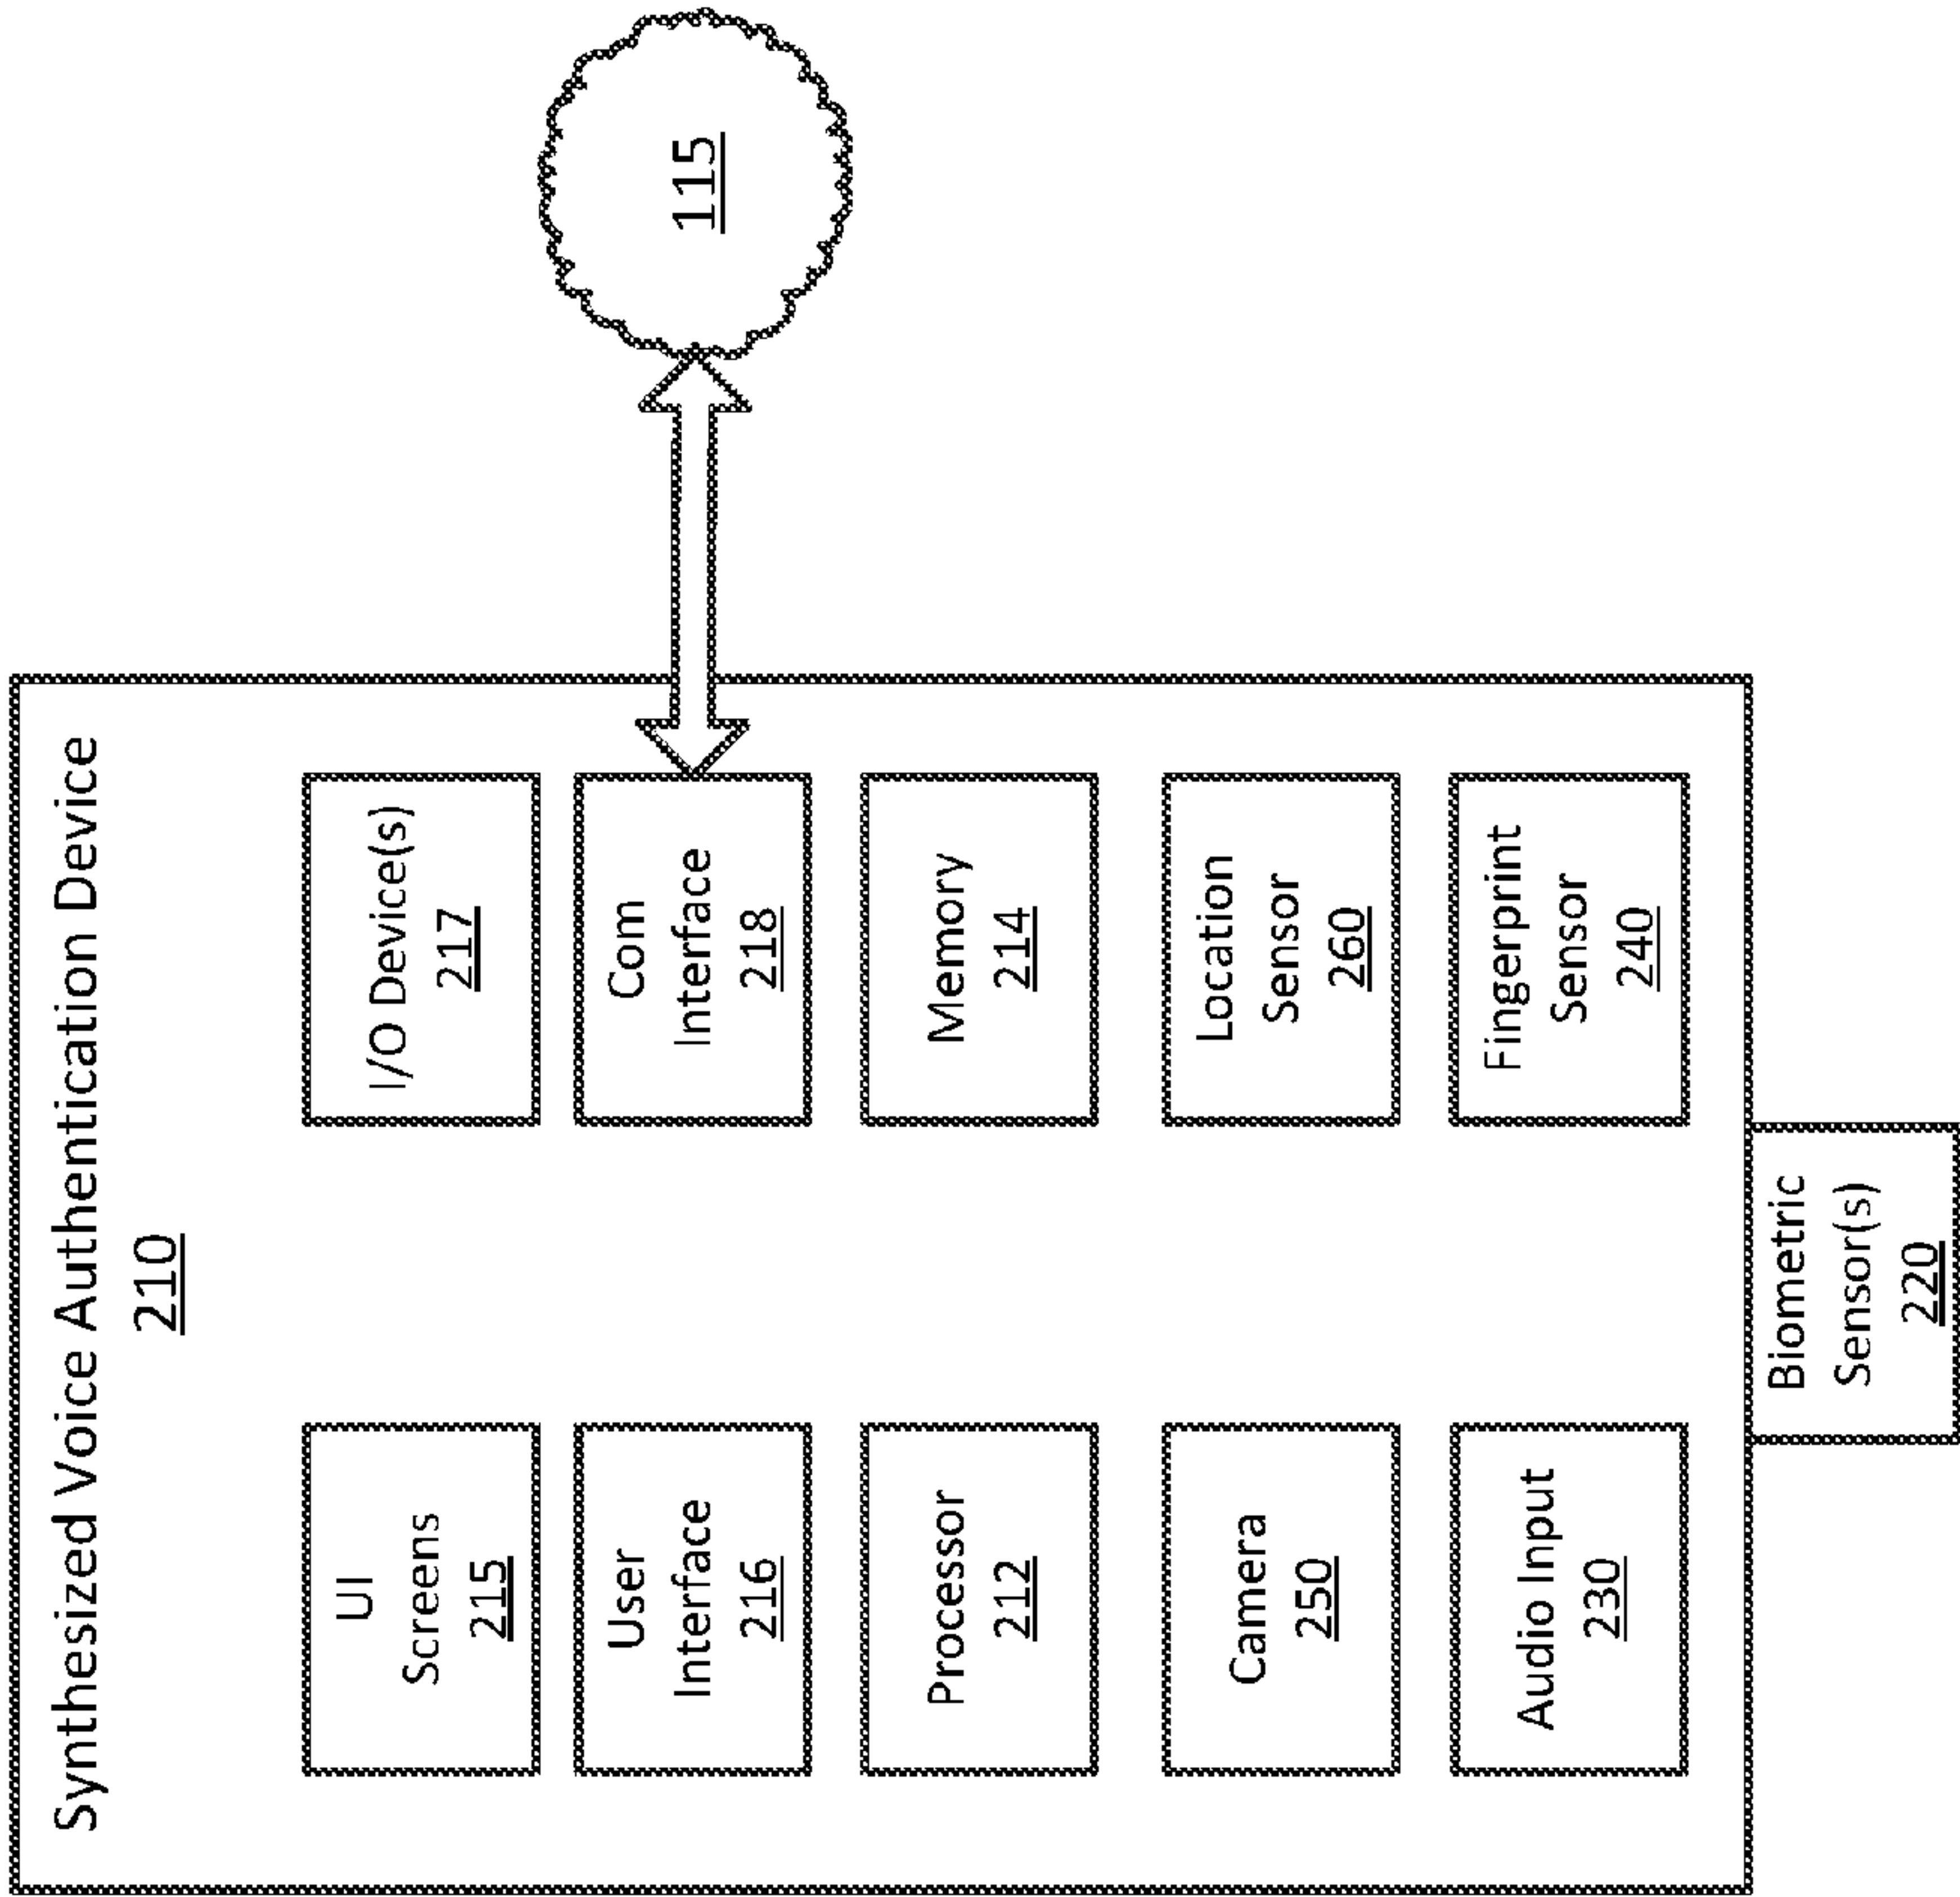 Synthesized Voice Authentication Device
210
UI
Screens
215
I/O Device(s)
217
User
Interface
216
Com
Interface
218
115
Processor
212
Memory
214
Camera
250
Location
Sensor
260
Audio Input
230
Fingerprint
Sensor
240
Biometric
Sensor(s)
220